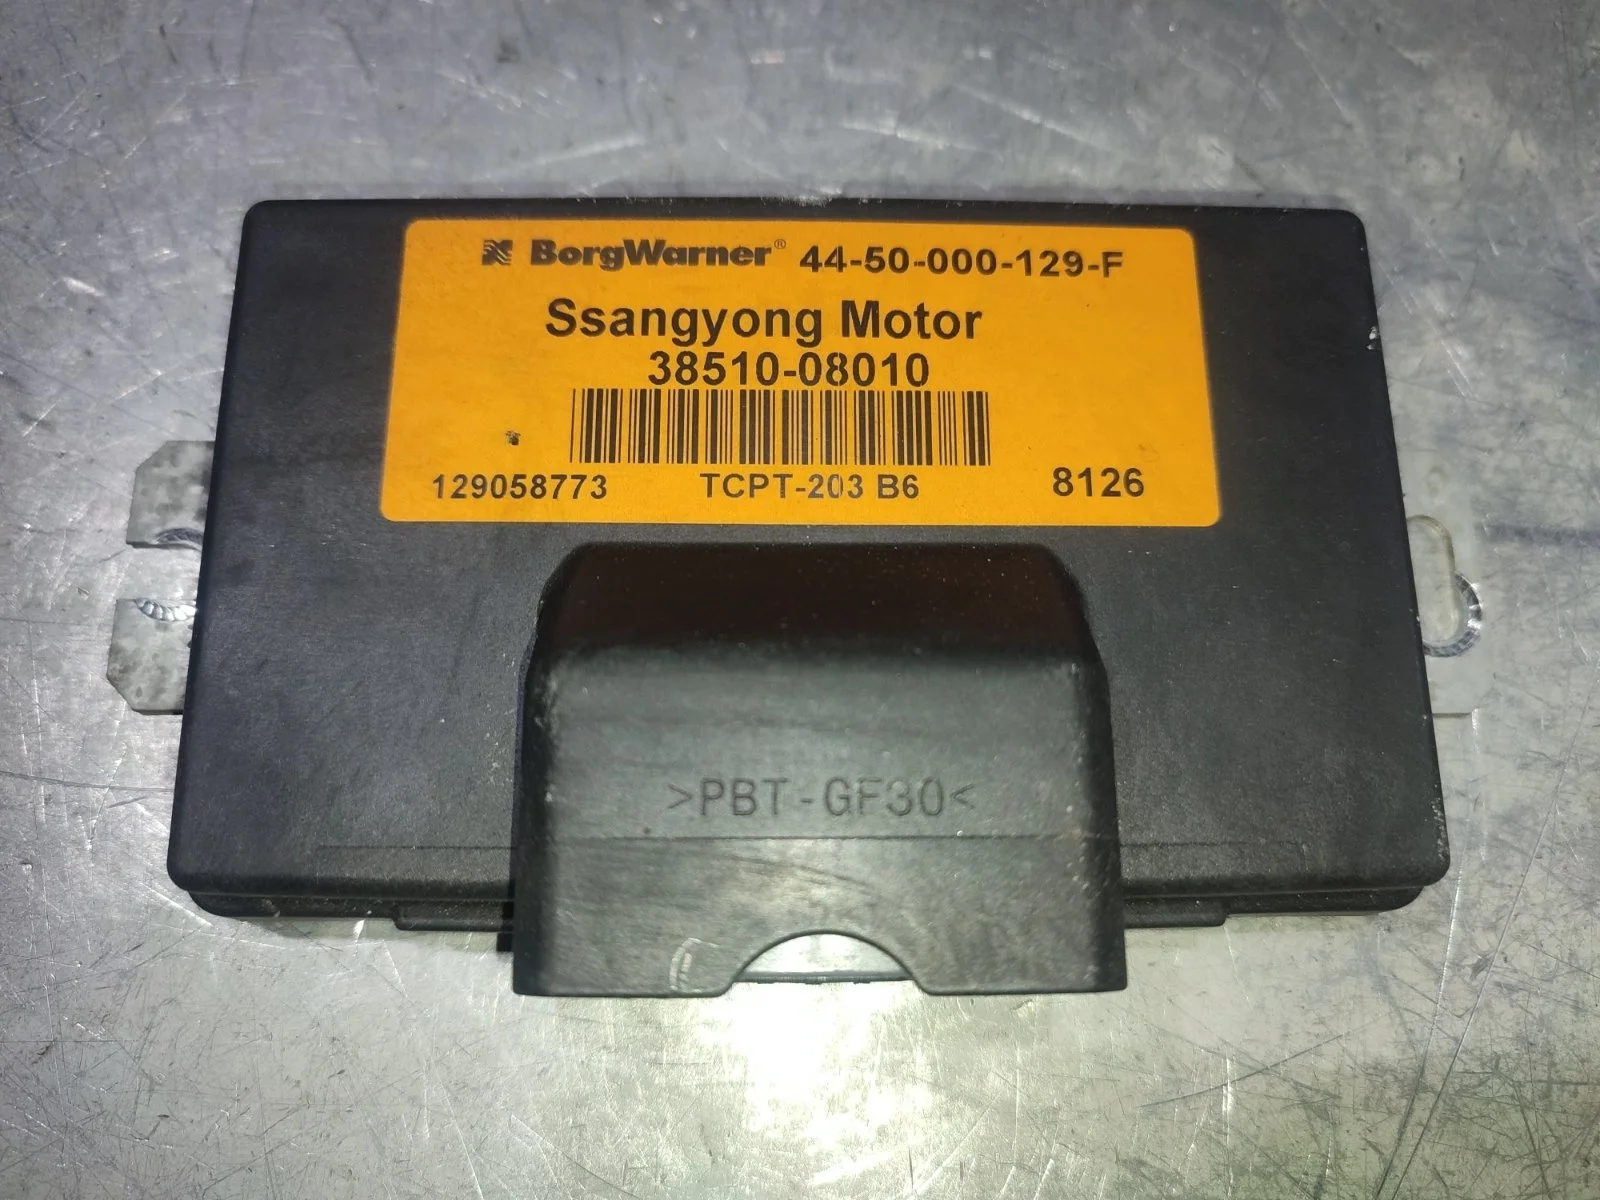 BorgWarner® 44-50-000-129-F
Ssangyong Motor
38510-08010
129058773 TCPT-203 B6 8126
>PBT-GF30<